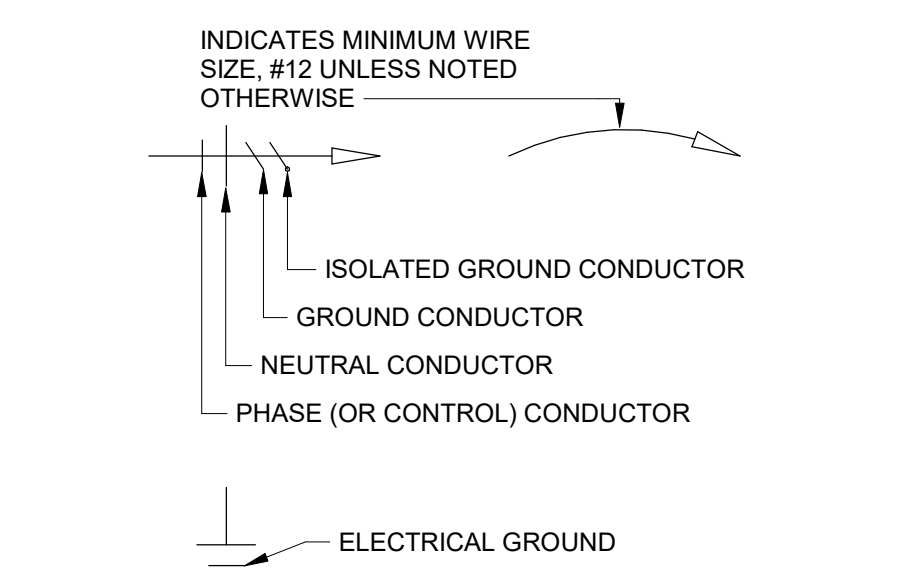 INDICATES MINIMUM WIRE
SIZE, #12 UNLESS NOTED
OTHERWISE
ISOLATED GROUND CONDUCTOR
GROUND CONDUCTOR
NEUTRAL CONDUCTOR
PHASE (OR CONTROL) CONDUCTOR
ELECTRICAL GROUND